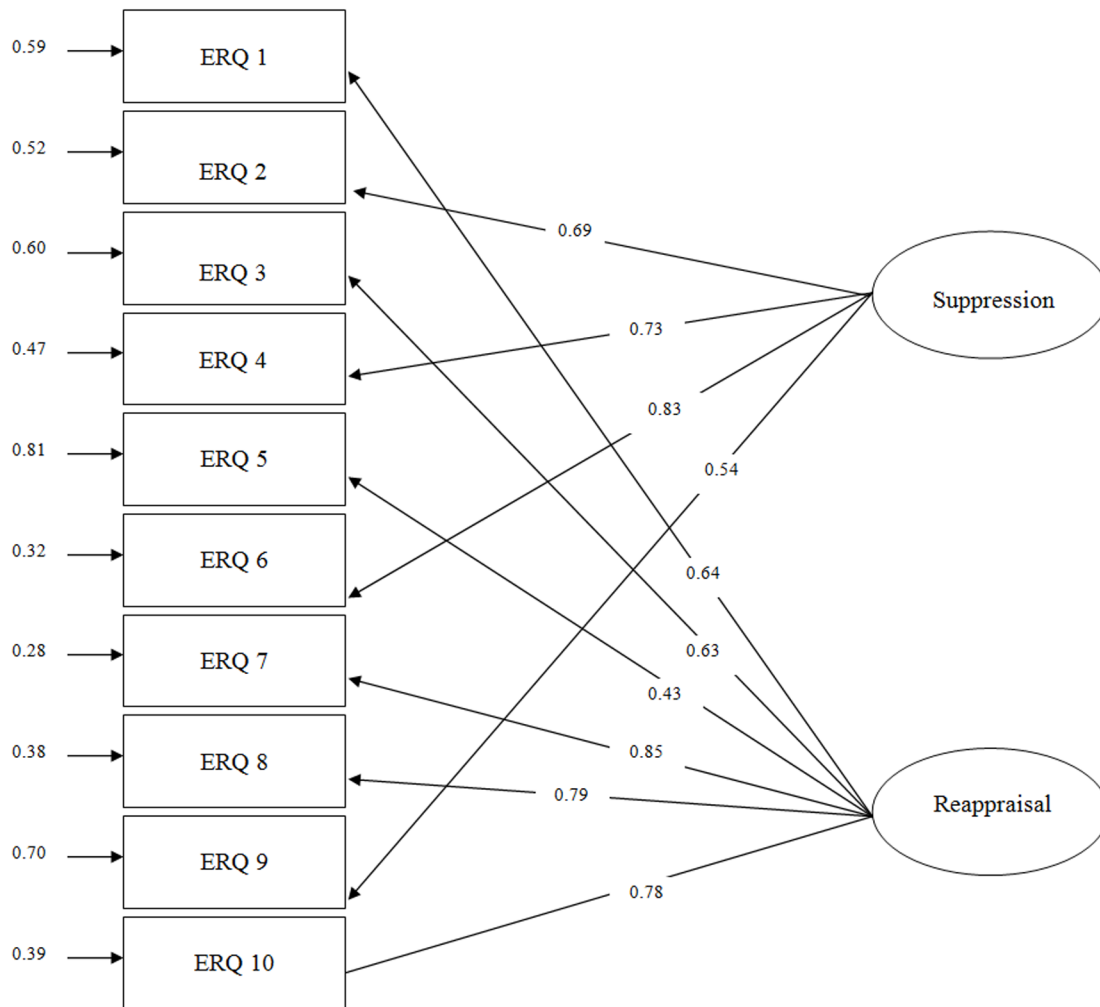 0.59
ERQ 1
0.52
ERQ 2
0.60
ERQ 3
0.47
ERQ 4
0.81
ERQ 5
0.32
ERQ 6
0.28
ERQ 7
0.38
ERQ 8
0.70
ERQ 9
0.39
ERQ 10
0.69
0.73
0.83
0.54
0.64
0.63
0.43
0.85
0.79
0.78
Suppression
Reappraisal